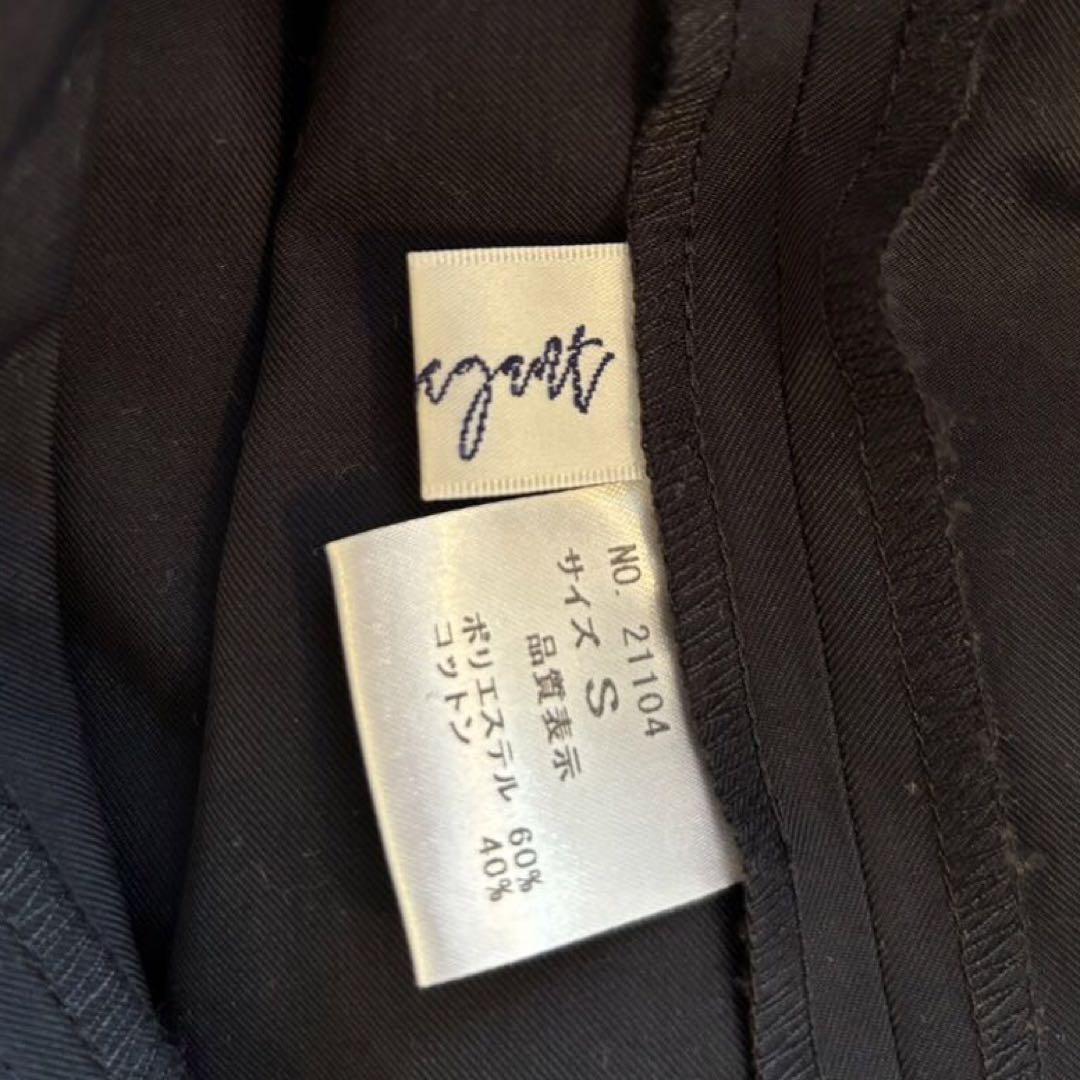 NO. 21104
サイズ S
品質表示
ポリエステル 60%
コットン 40%